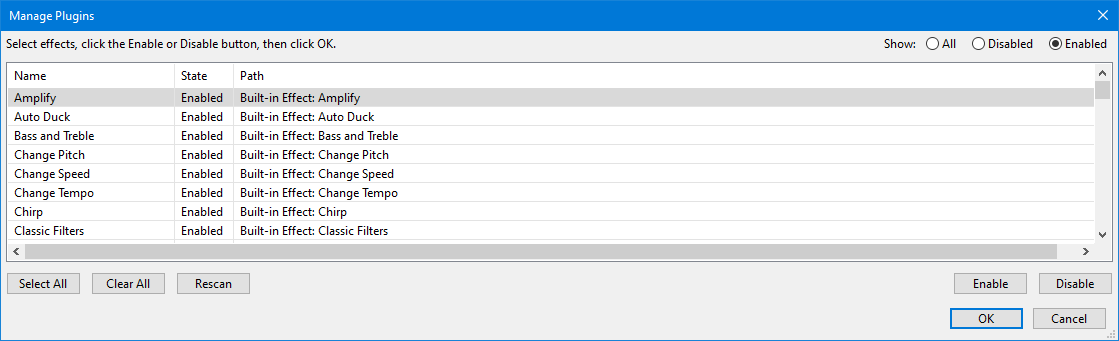 Manage Plugins
Select effects, click the Enable or Disable button, then click OK. Show: All Disabled Enabled
Name State Path
Amplify Enabled Built-in Effect: Amplify
Auto Duck Enabled Built-in Effect: Auto Duck
Bass and Treble Enabled Built-in Effect: Bass and Treble
Change Pitch Enabled Built-in Effect: Change Pitch
Change Speed Enabled Built-in Effect: Change Speed
Change Tempo Enabled Built-in Effect: Change Tempo
Chirp Enabled Built-in Effect: Chirp
Classic Filters Enabled Built-in Effect: Classic Filters
Select All Clear All Rescan Enable Disable
OK Cancel